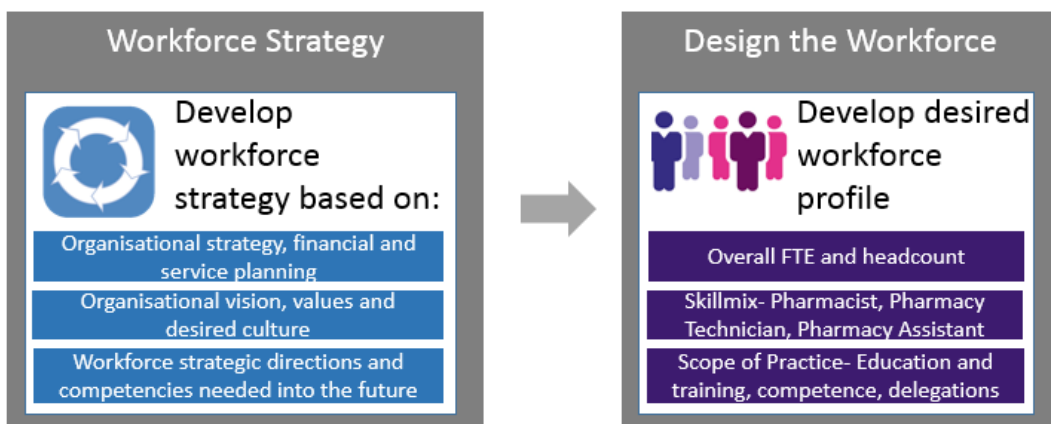 Workforce Strategy
Develop
workforce
strategy based on:
Organisational strategy, financial and
service planning
Organisational vision, values and
desired culture
Workforce strategic directions and
competencies needed into the future
Design the Workforce
Develop desired
workforce
profile
Overall FTE and headcount
Skillmix- Pharmacist, Pharmacy
Technician, Pharmacy Assistant
Scope of Practice- Education and
training, competence, delegations